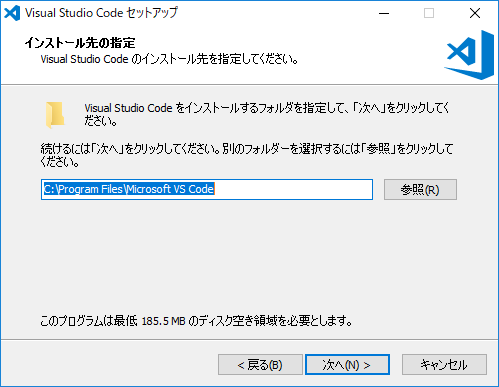 Visual Studio Code セットアップ
インストール先の指定
Visual Studio Code のインストール先を指定してください。
Visual Studio Code をインストールするフォルダを指定して、「次へ」をクリックしてく
ださい。
続けるには「次へ」をクリックしてください。別のフォルダーを選択するには「参照」をクリックして
ください。
C:\Program Files\Microsoft VS Code
参照(R)
このプログラムは最低 185.5 MB のディスク空き領域を必要とします。
< 戻る(B)
次へ(N) >
キャンセル